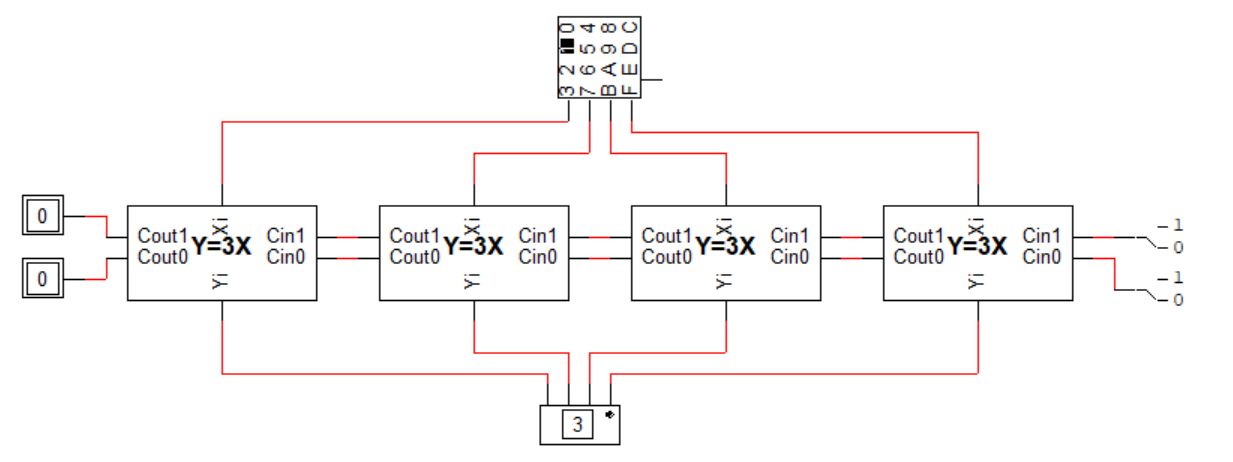 0 4 8 C
1 5 9 D
2 6 A E
3 7 B F
0
0
Cout1 Xi Cin1
Y=3X
Cout0 Yi Cin0
Cout1 Xi Cin1
Y=3X
Cout0 Yi Cin0
Cout1 Xi Cin1
Y=3X
Cout0 Yi Cin0
Cout1 Xi Cin1
Y=3X
Cout0 Yi Cin0
1
0
1
0
3